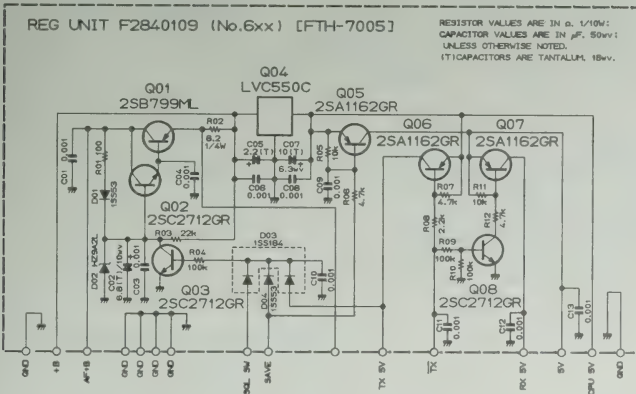 REG UNIT F2840109 (No.6xx) [FTH-7005]
RESISTOR VALUES ARE IN Ω. 1/10W;
CAPACITOR VALUES ARE IN µF. 50wv;
UNLESS OTHERWISE NOTED.
(T)CAPACITORS ARE TANTALUM. 16wv.
Q01
2SB799ML
Q04
LVC550C
Q05
2SA1162GR
Q06
2SA1162GR
Q07
2SA1162GR
R02
8.2
1/4W
C05
2.2(T)
C07
10(T)
6.3wv
C06
0.001
C08
0.001
R05
10k
C09
0.001
R06
4.7k
C01 0.001
R01 100
D01
1SS53
C04
0.001
Q02
2SC2712GR
R03 22k
HZ9A2L
D02
C02
6.8(T)/10wv
0.001
C03
R04
100k
Q03
2SC2712GR
D03
1SS184
D04
1SS53
C10
0.001
R07
4.7k
R11
10k
R08
2.2k
R12
4.7k
R09
100k
R10
100k
Q08
2SC2712GR
C11
0.001
C12
0.001
C13
0.001
GND
+B
AF+B
GND
GND
GND
GND
SQL SW
SAVE
TX 5V
TX
RX 5V
5V
CPU 5V
GND